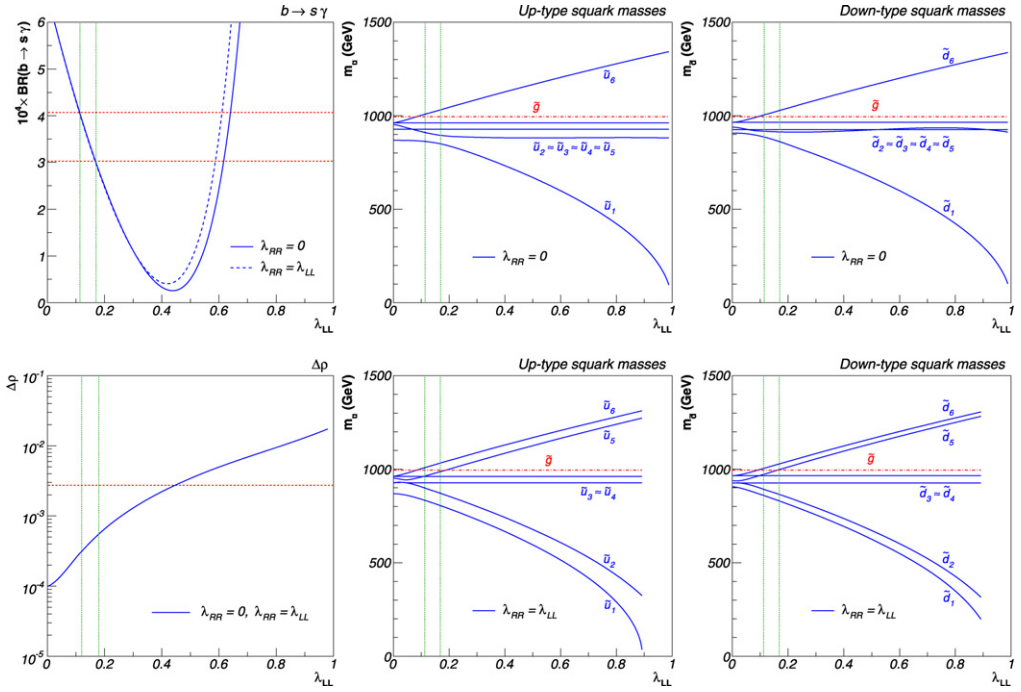 b → s γ
10⁴× BR(b → s γ)
6
5
4
3
2
1
0
0 0.2 0.4 0.6 0.8 1
λLL
λRR = 0
λRR = λLL
Up-type squark masses
mũ (GeV)
1500
1000
500
0
0 0.2 0.4 0.6 0.8 1
λLL
ũ6
g̃
ũ2 ≈ ũ3 ≈ ũ4 ≈ ũ5
ũ1
λRR = 0
Down-type squark masses
md̃ (GeV)
1500
1000
500
0
0 0.2 0.4 0.6 0.8 1
λLL
d̃6
g̃
d̃2 ≈ d̃3 ≈ d̃4 ≈ d̃5
d̃1
λRR = 0
Δρ
Δρ
10⁻¹
10⁻²
10⁻³
10⁻⁴
10⁻⁵
0 0.2 0.4 0.6 0.8 1
λLL
λRR = 0, λRR = λLL
Up-type squark masses
mũ (GeV)
1500
1000
500
0
0 0.2 0.4 0.6 0.8 1
λLL
ũ6
ũ5
g̃
ũ3 ≈ ũ4
ũ2
ũ1
λRR = λLL
Down-type squark masses
md̃ (GeV)
1500
1000
500
0
0 0.2 0.4 0.6 0.8 1
λLL
d̃6
d̃5
g̃
d̃3 ≈ d̃4
d̃2
d̃1
λRR = λLL